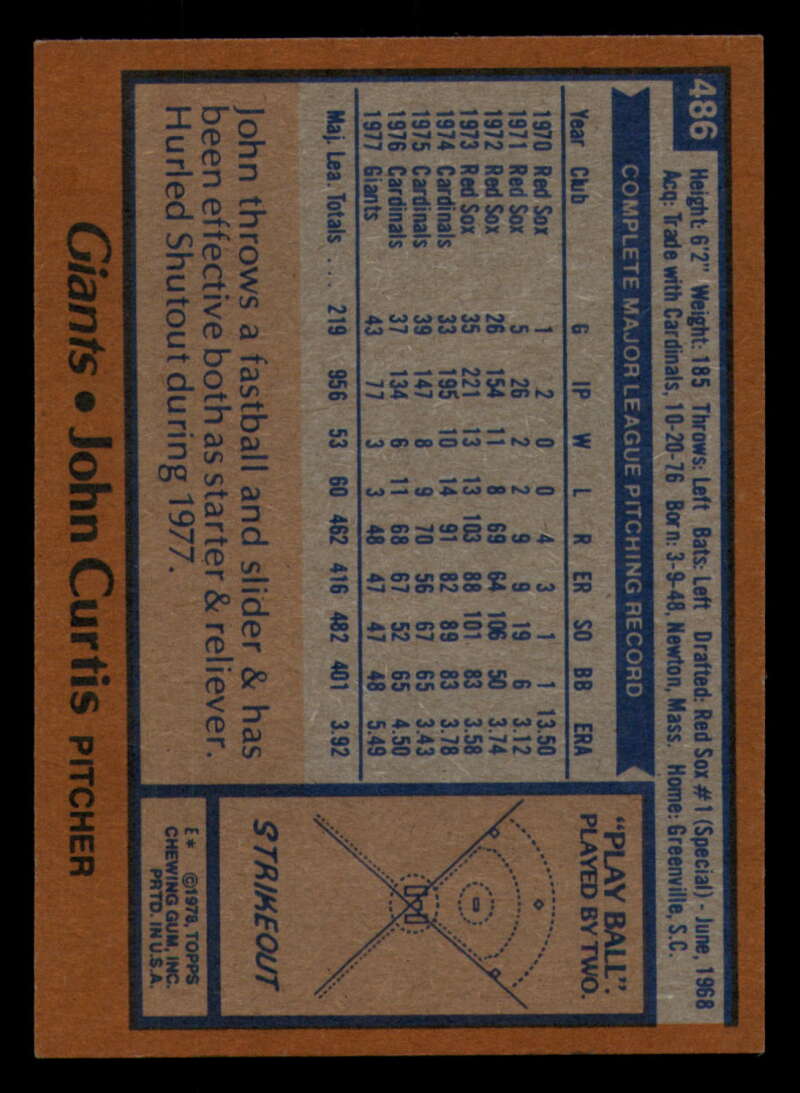 486
Height: 6'2" Weight: 185 Throws: Left Bats: Left Drafted: Red Sox #1 (Special) - June, 1968
Acq: Trade with Cardinals, 10-20-76 Born: 3-9-48, Newton, Mass. Home: Greenville, S.C.
COMPLETE MAJOR LEAGUE PITCHING RECORD
Year Club G IP W L R ER SO BB ERA
1970 Red Sox 1 2 0 0 4 3 1 1 13.50
1971 Red Sox 5 26 2 2 9 9 19 6 3.12
1972 Red Sox 26 154 11 8 69 64 106 50 3.74
1973 Red Sox 35 221 13 13 103 88 101 83 3.58
1974 Cardinals 33 195 10 14 91 82 89 83 3.78
1975 Cardinals 39 147 8 9 70 56 67 65 3.43
1976 Cardinals 37 134 6 11 68 67 52 65 4.50
1977 Giants 43 77 3 3 48 47 47 48 5.49
Maj. Lea. Totals .... 219 956 53 60 462 416 482 401 3.92
John throws a fastball and slider & has
been effective both as starter & reliever.
Hurled Shutout during 1977.
"PLAY BALL".
PLAYED BY TWO.
STRIKEOUT
E* ©1978, TOPPS
CHEWING GUM, INC.
PRTD. IN U.S.A.
Giants • John Curtis PITCHER